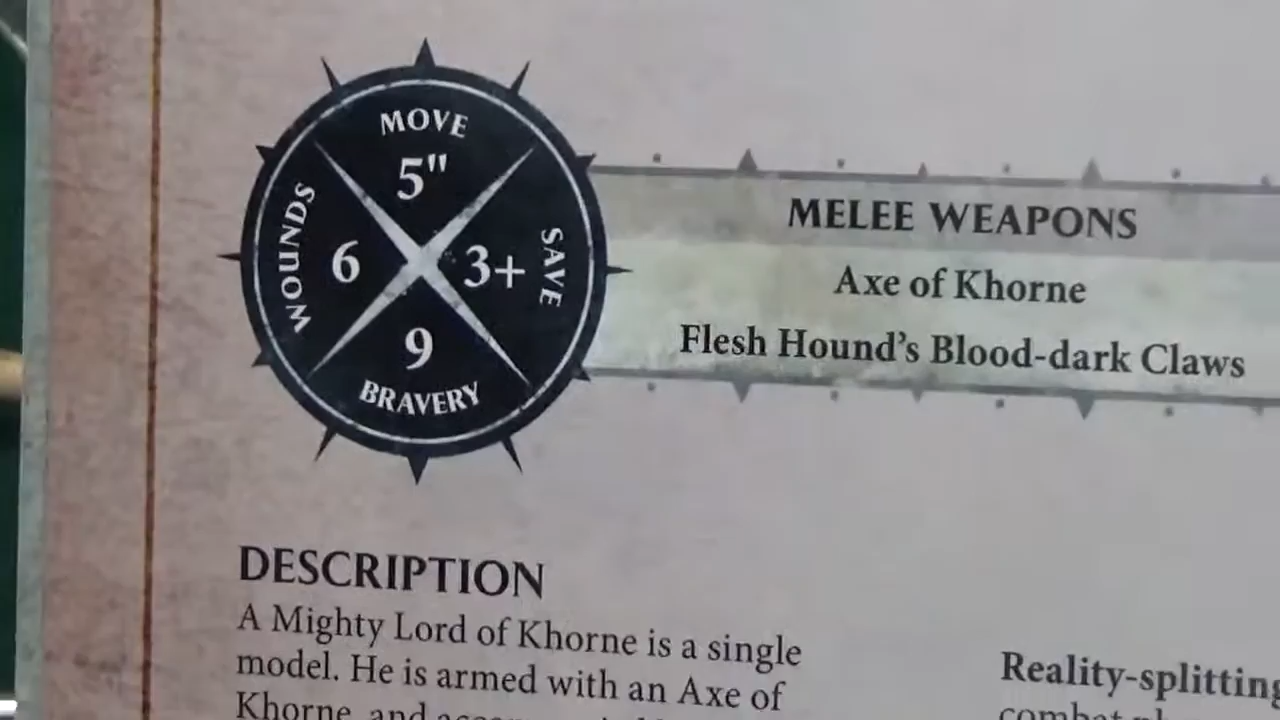 MOVE
5"
WOUNDS
6
3+
SAVE
9
BRAVERY
MELEE WEAPONS
Axe of Khorne
Flesh Hound's Blood-dark Claws
DESCRIPTION
A Mighty Lord of Khorne is a single
model. He is armed with an Axe of
Khorne, and
Reality-splitting